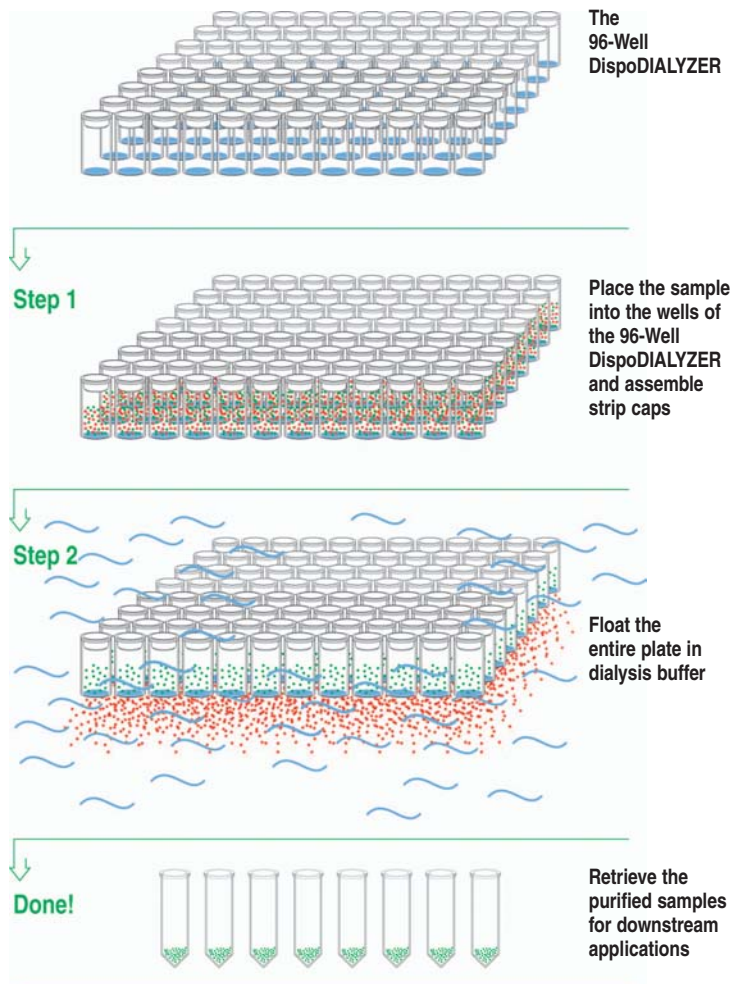 The
96-Well
DispoDIALYZER
Step 1
Place the sample
into the wells of
the 96-Well
DispoDIALYZER
and assemble
strip caps
Step 2
Float the
entire plate in
dialysis buffer
Done!
Retrieve the
purified samples
for downstream
applications